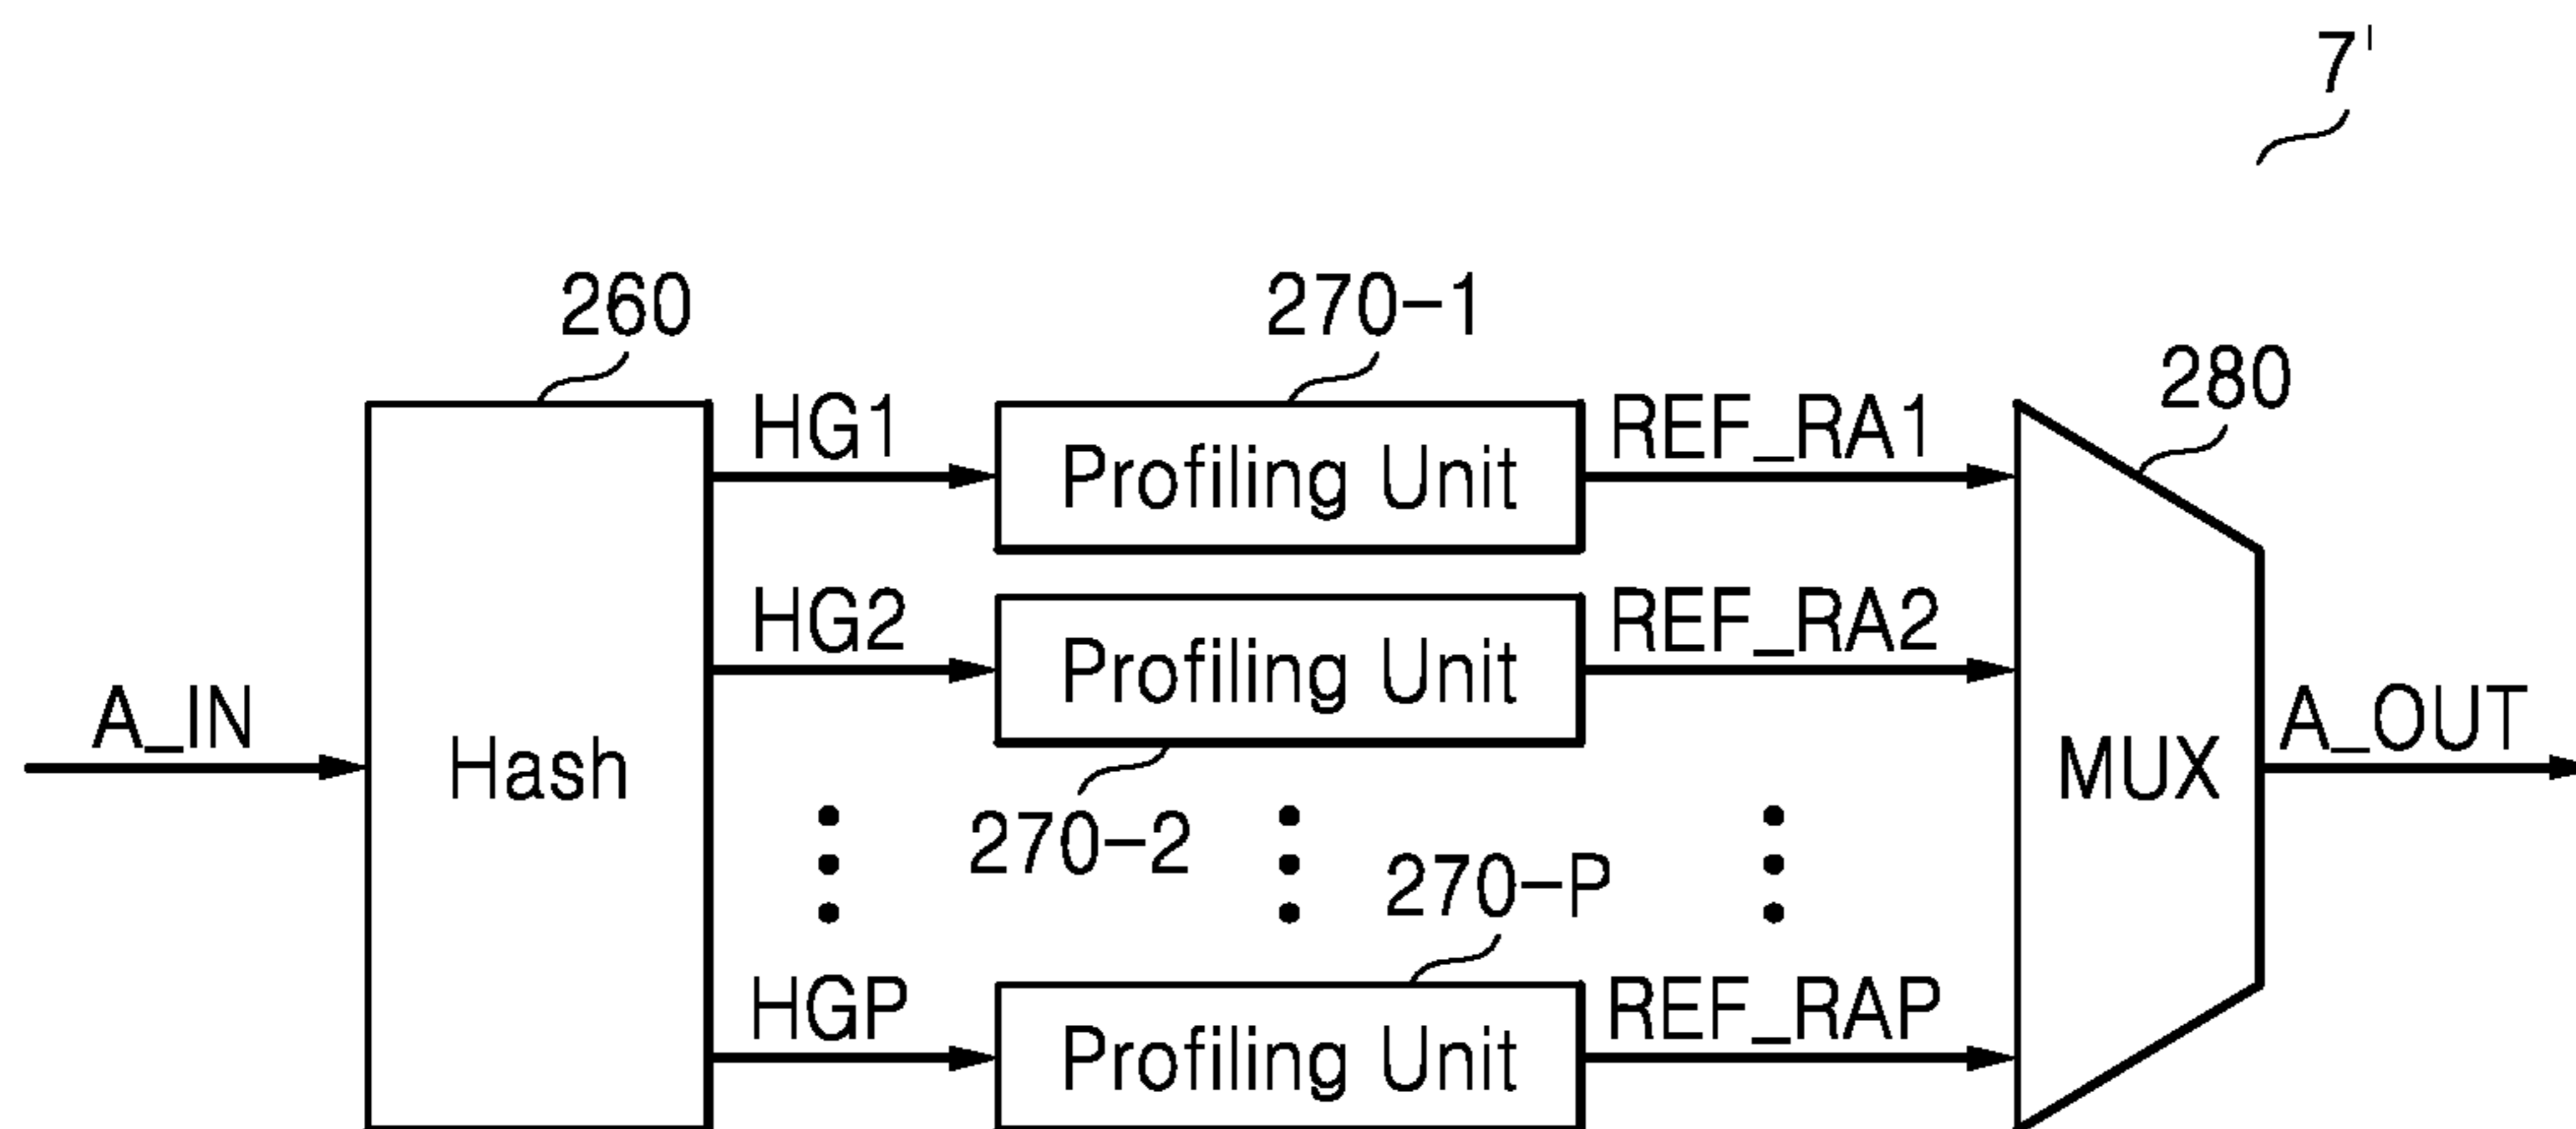 7'
260
270-1
280
HG1
REF_RA1
Profiling Unit
HG2
REF_RA2
Profiling Unit
A_IN
Hash
MUX
A_OUT
270-2
270-P
HGP
REF_RAP
Profiling Unit